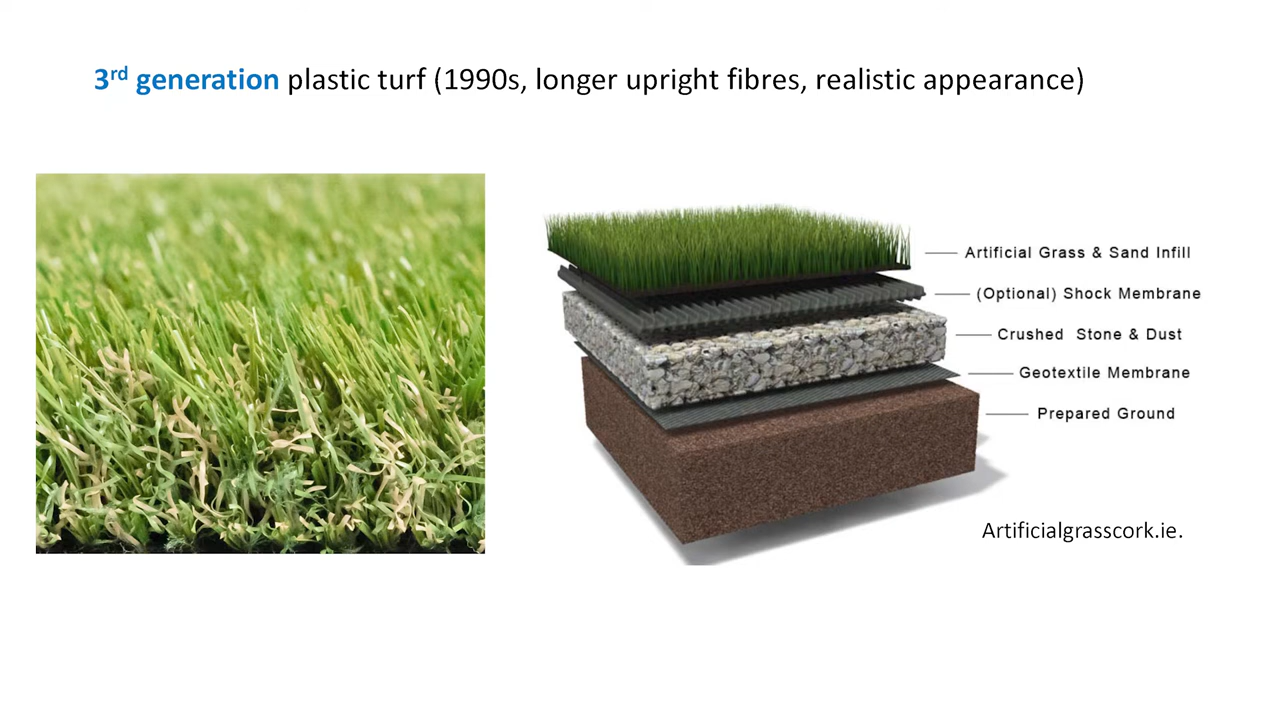 3rd generation plastic turf (1990s, longer upright fibres, realistic appearance)
Artificial Grass & Sand Infill
(Optional) Shock Membrane
Crushed Stone & Dust
Geotextile Membrane
Prepared Ground
Artificialgrasscork.ie.